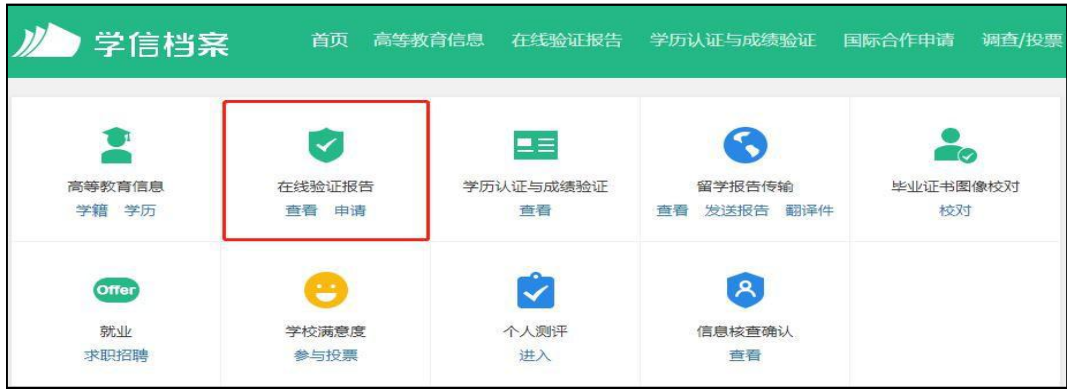 学信档案 首页 高等教育信息 在线验证报告 学历认证与成绩验证 国际合作申请 调查/投票
高等教育信息 在线验证报告 学历认证与成绩验证 留学报告传输 毕业证书图像校对
学籍 学历 查看 申请 查看 查看 发送报告 翻译件 校对
Offer
就业 学校满意度 个人测评 信息核查确认
求职招聘 参与投票 进入 查看